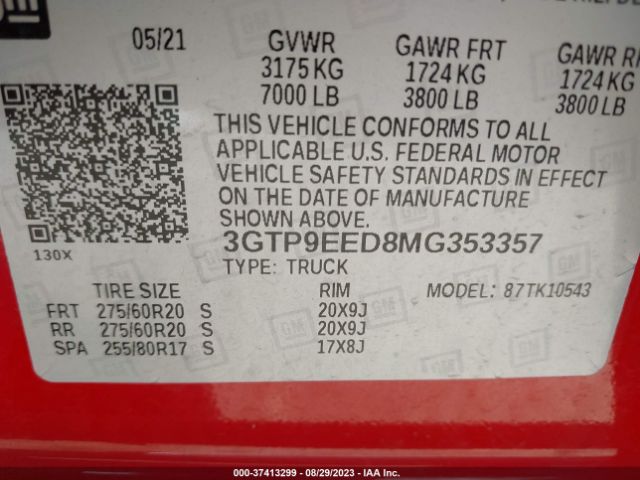 GM
05/21 GVWR GAWR FRT GAWR RR
3175 KG 1724 KG 1724 KG
7000 LB 3800 LB 3800 LB
THIS VEHICLE CONFORMS TO ALL
APPLICABLE U.S. FEDERAL MOTOR
VEHICLE SAFETY STANDARDS IN EFFECT
ON THE DATE OF MANUFACTURE
SHOWN ABOVE.
130X
3GTP9EED8MG353357
TYPE: TRUCK
TIRE SIZE RIM MODEL: 87TK10543
FRT 275/60R20 S 20X9J
RR 275/60R20 S 20X9J
SPA 255/80R17 S 17X8J
000-37413299 - 08/29/2023 - IAA Inc.